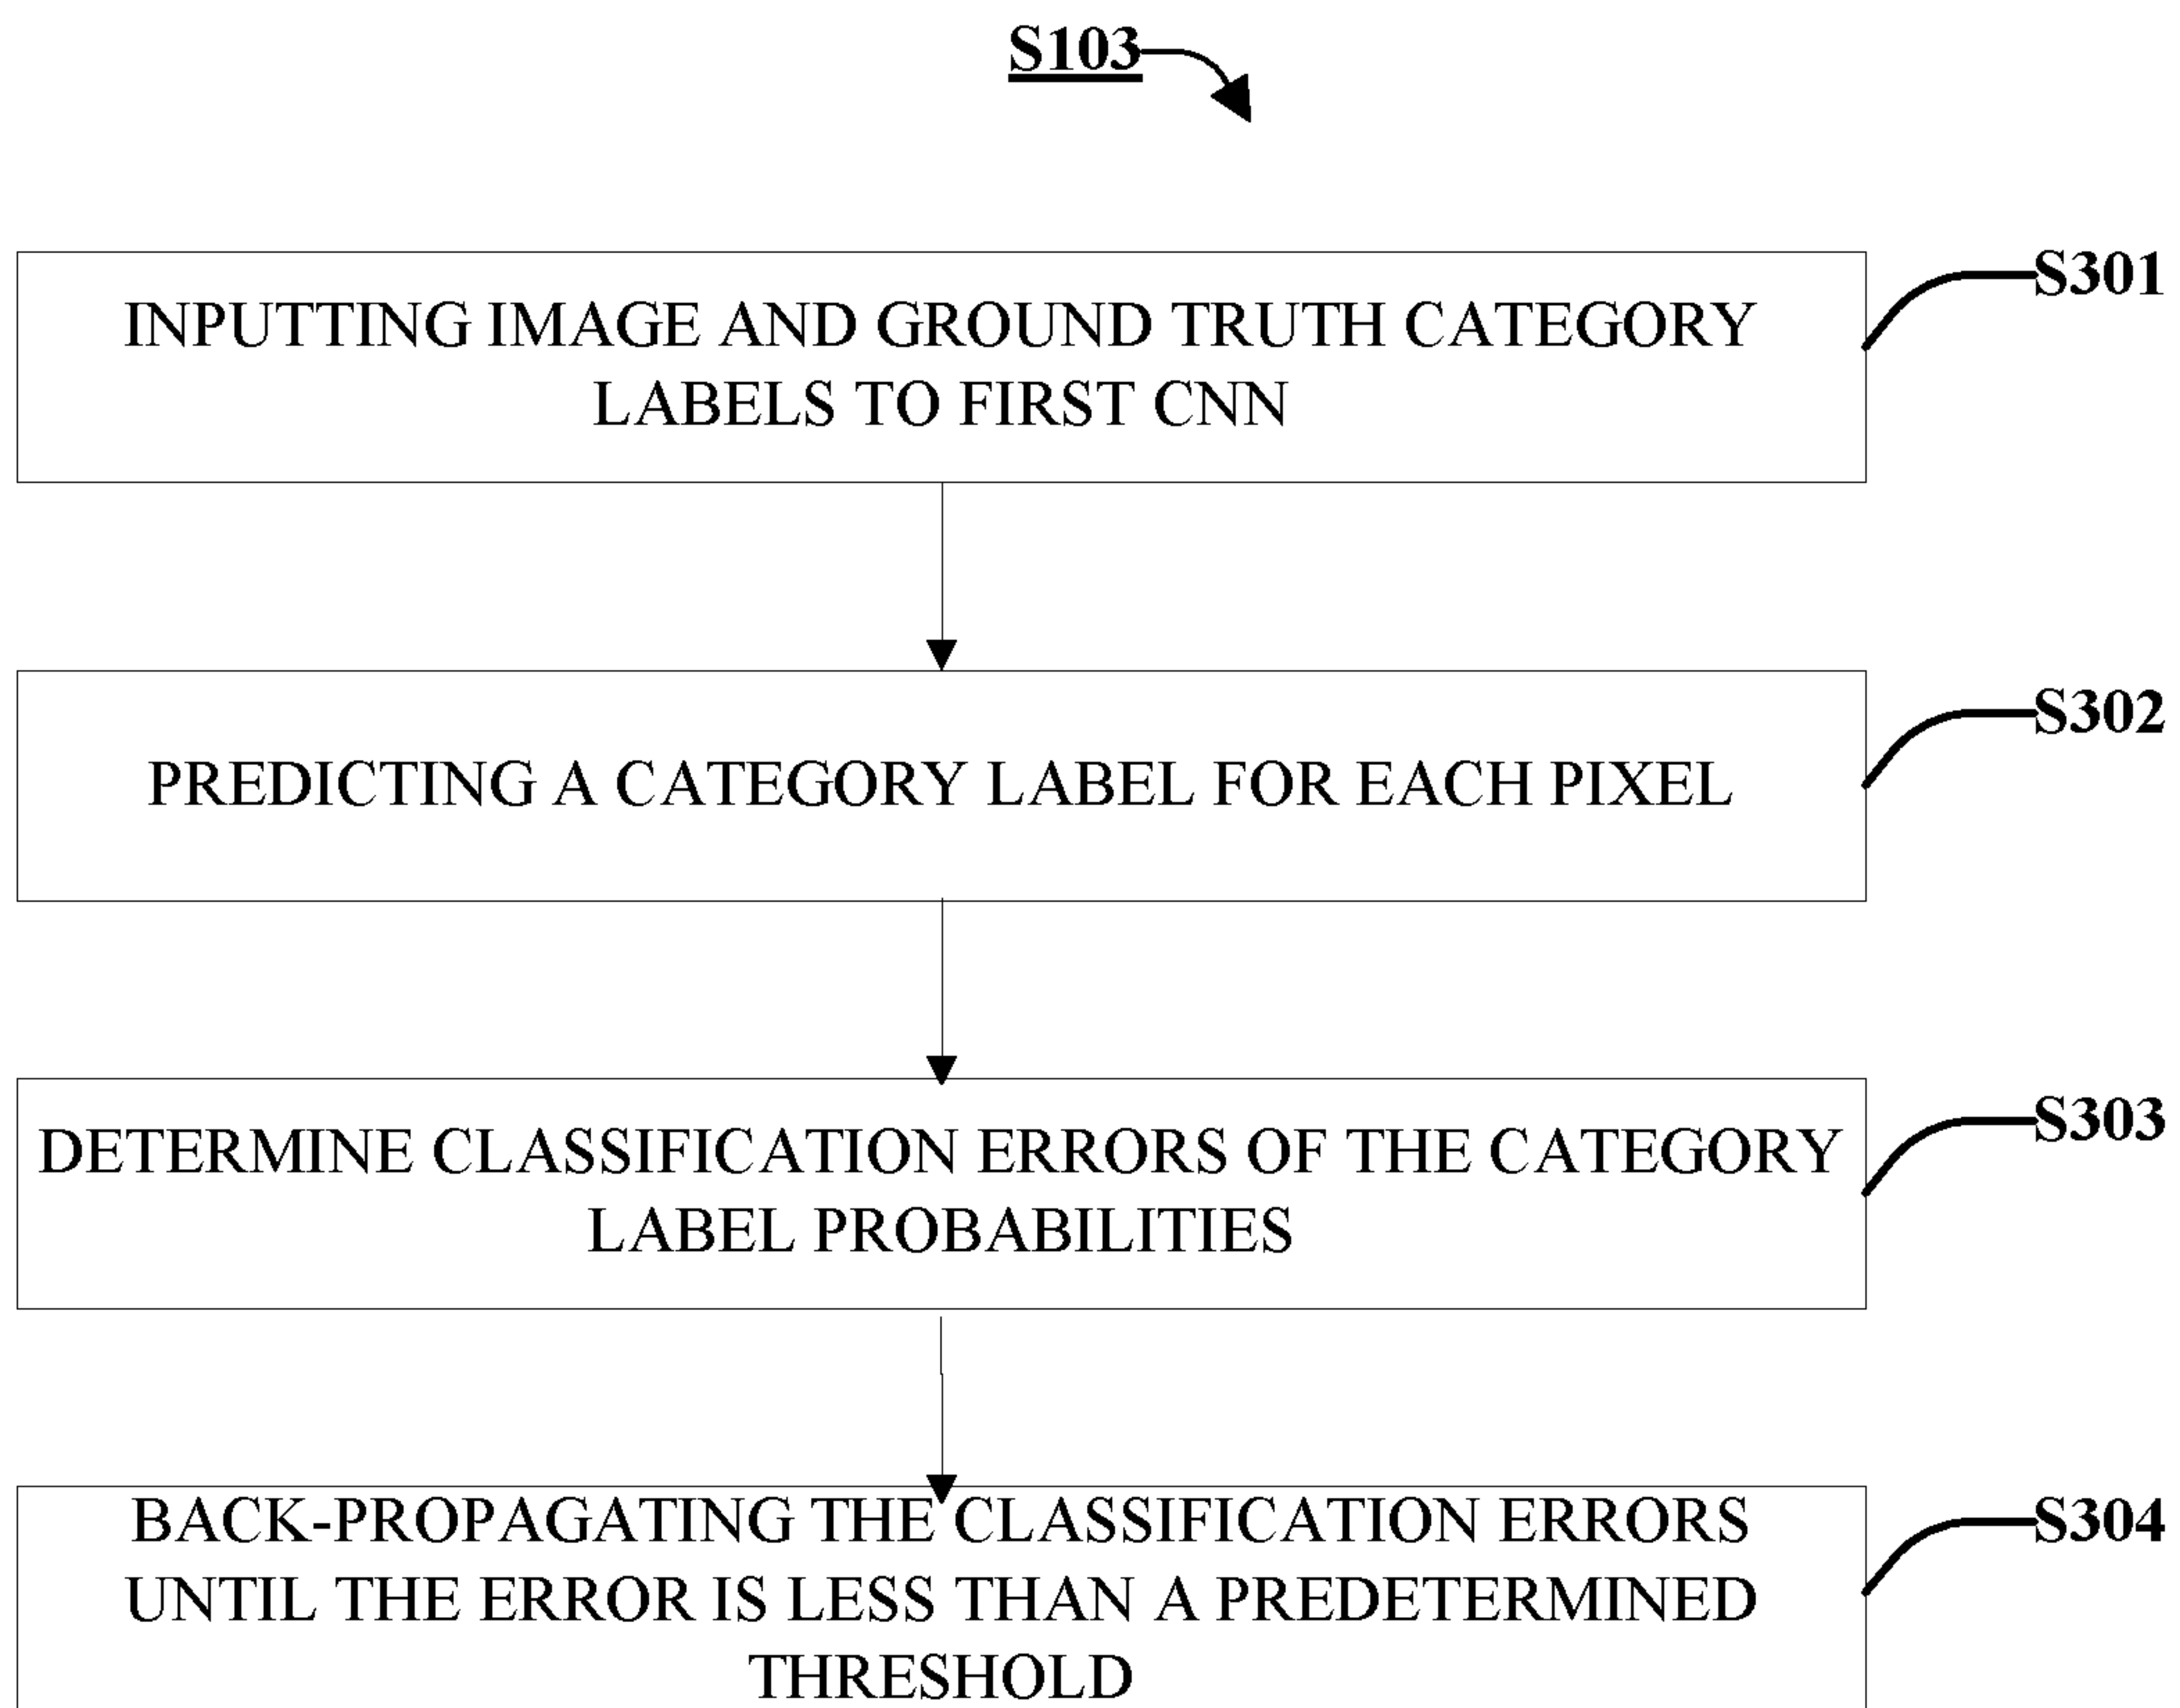 S103
INPUTTING IMAGE AND GROUND TRUTH CATEGORY
LABELS TO FIRST CNN
S301
PREDICTING A CATEGORY LABEL FOR EACH PIXEL
S302
DETERMINE CLASSIFICATION ERRORS OF THE CATEGORY
LABEL PROBABILITIES
S303
BACK-PROPAGATING THE CLASSIFICATION ERRORS
UNTIL THE ERROR IS LESS THAN A PREDETERMINED
THRESHOLD
S304